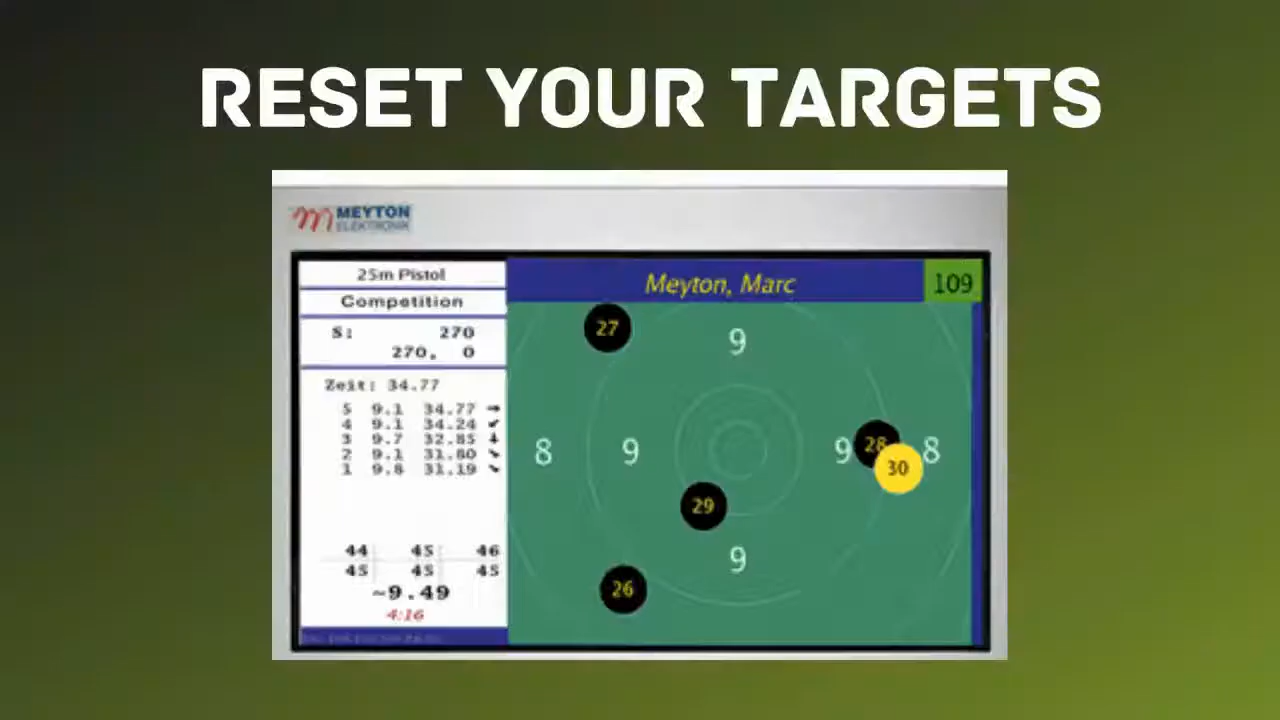 RESET YOUR TARGETS
MEYTON
ELEKTRONIK
25m Pistol
Competition
S: 270
270, 0
Zeit: 34.77
5 9.1 34.77
4 9.1 34.24
3 9.7 32.85
2 9.1 31.80
1 9.8 31.19
44 45 46
45 45 45
~9.49
4:16
Meyton, Marc
109
27
9
8 9 9 28 8
30
29
9
26